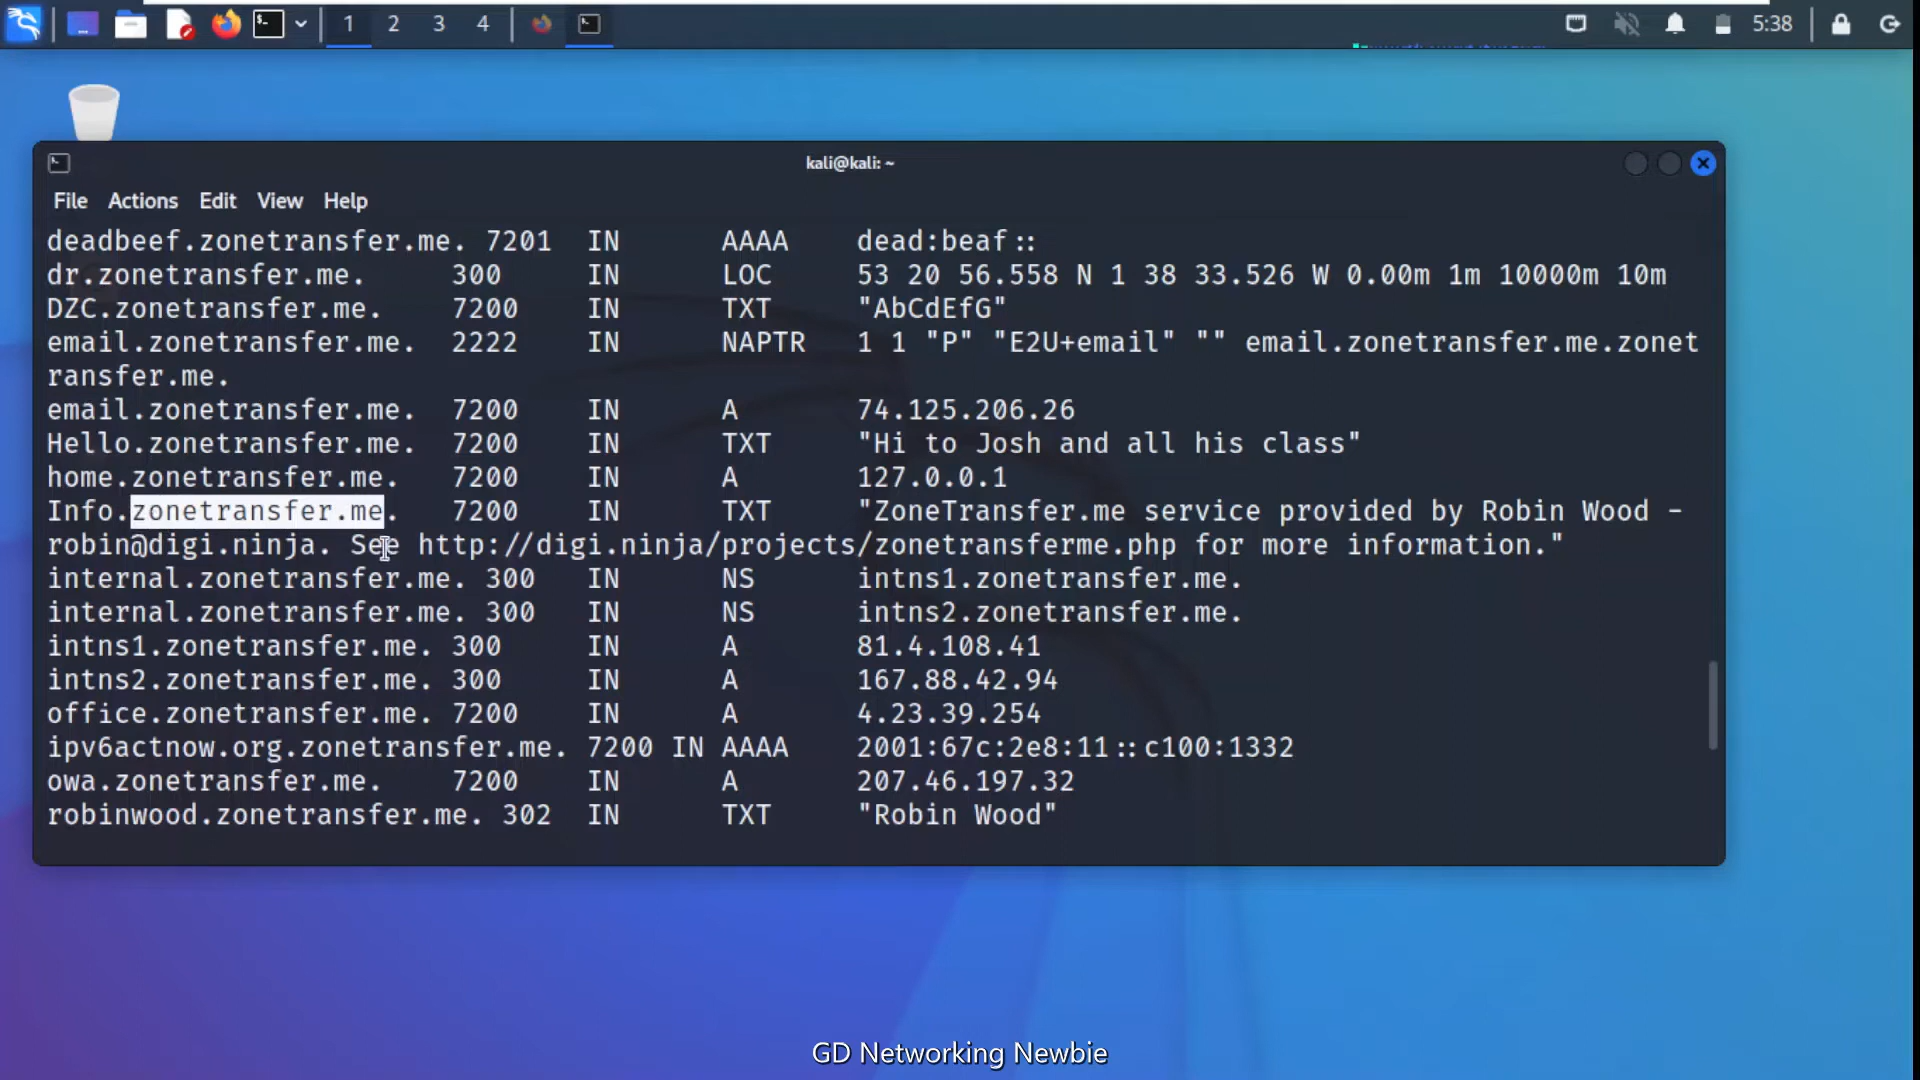 1 2 3 4 5:38
kali@kali: ~
File Actions Edit View Help
deadbeef.zonetransfer.me. 7201 IN AAAA dead:beaf::
dr.zonetransfer.me. 300 IN LOC 53 20 56.558 N 1 38 33.526 W 0.00m 1m 10000m 10m
DZC.zonetransfer.me. 7200 IN TXT "AbCdEfG"
email.zonetransfer.me. 2222 IN NAPTR 1 1 "P" "E2U+email" "" email.zonetransfer.me.zonet
ransfer.me.
email.zonetransfer.me. 7200 IN A 74.125.206.26
Hello.zonetransfer.me. 7200 IN TXT "Hi to Josh and all his class"
home.zonetransfer.me. 7200 IN A 127.0.0.1
Info.zonetransfer.me. 7200 IN TXT "ZoneTransfer.me service provided by Robin Wood -
robin@digi.ninja. See http://digi.ninja/projects/zonetransferme.php for more information."
internal.zonetransfer.me. 300 IN NS intns1.zonetransfer.me.
internal.zonetransfer.me. 300 IN NS intns2.zonetransfer.me.
intns1.zonetransfer.me. 300 IN A 81.4.108.41
intns2.zonetransfer.me. 300 IN A 167.88.42.94
office.zonetransfer.me. 7200 IN A 4.23.39.254
ipv6actnow.org.zonetransfer.me. 7200 IN AAAA 2001:67c:2e8:11::c100:1332
owa.zonetransfer.me. 7200 IN A 207.46.197.32
robinwood.zonetransfer.me. 302 IN TXT "Robin Wood"
GD Networking Newbie